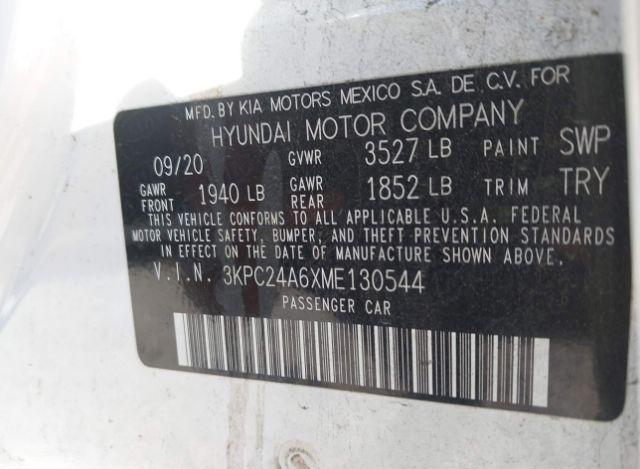 MFD. BY KIA MOTORS MEXICO S.A. DE C.V. FOR
HYUNDAI MOTOR COMPANY
09/20 GVWR 3527 LB PAINT SWP
GAWR FRONT 1940 LB GAWR REAR 1852 LB TRIM TRY
THIS VEHICLE CONFORMS TO ALL APPLICABLE U.S.A. FEDERAL
MOTOR VEHICLE SAFETY, BUMPER, AND THEFT PREVENTION STANDARDS
IN EFFECT ON THE DATE OF MANUFACTURE SHOWN ABOVE.
V.I.N. 3KPC24A6XME130544
PASSENGER CAR